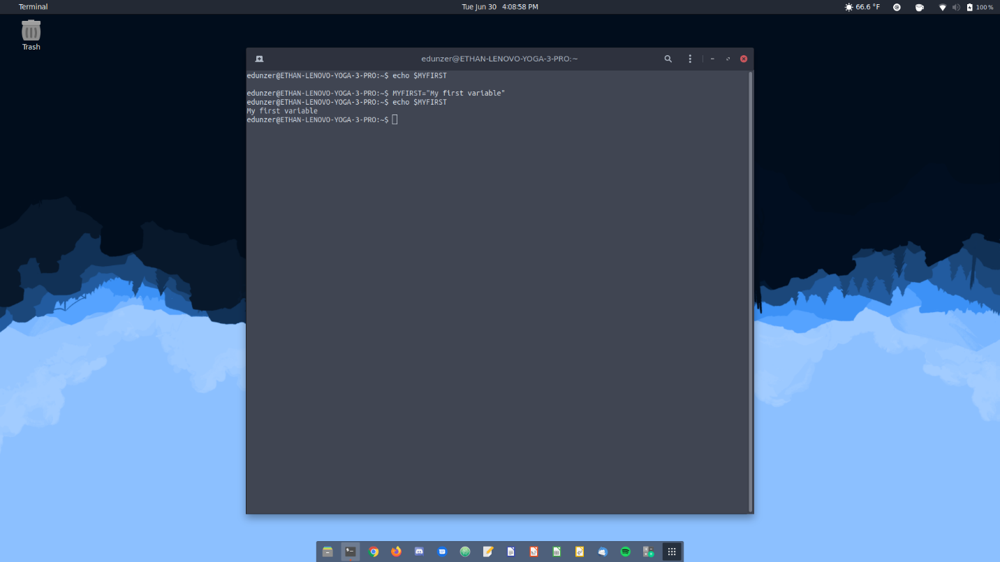 Terminal
Tue Jun 30 4:08:58 PM
66.6 °F
100 %
Trash
edunzer@ETHAN-LENOVO-YOGA-3-PRO:~
edunzer@ETHAN-LENOVO-YOGA-3-PRO:~$ echo $MYFIRST
edunzer@ETHAN-LENOVO-YOGA-3-PRO:~$ MYFIRST="My first variable"
edunzer@ETHAN-LENOVO-YOGA-3-PRO:~$ echo $MYFIRST
My first variable
edunzer@ETHAN-LENOVO-YOGA-3-PRO:~$